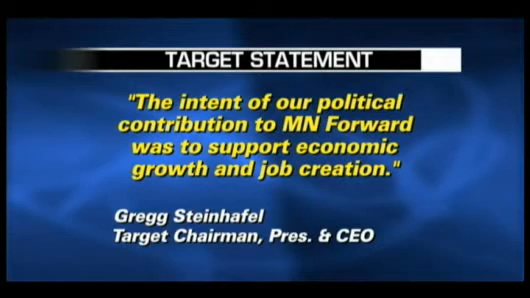 TARGET STATEMENT
"The intent of our political
contribution to MN Forward
was to support economic
growth and job creation."
Gregg Steinhafel
Target Chairman, Pres. & CEO